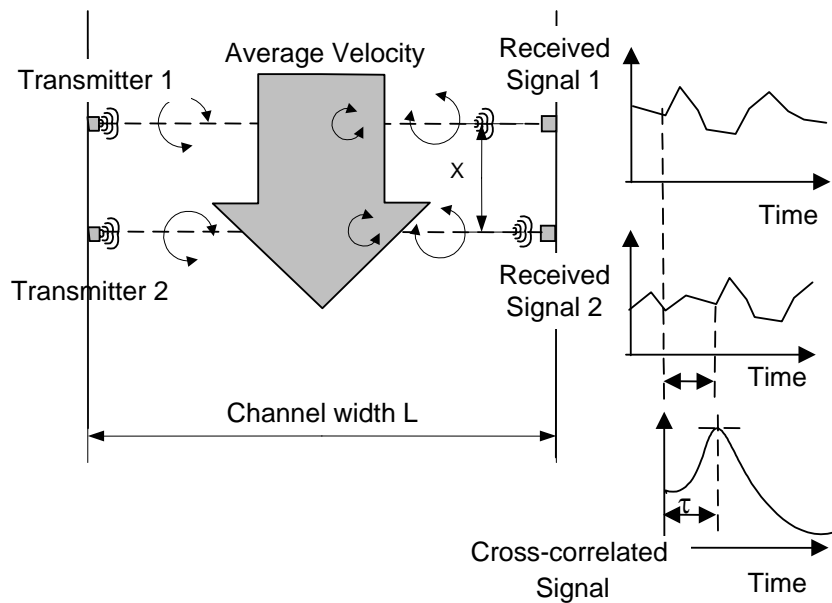 Average Velocity
Transmitter 1
Received
Signal 1
X
Time
Transmitter 2
Received
Signal 2
Time
Channel width L
τ
Cross-correlated
Signal
Time